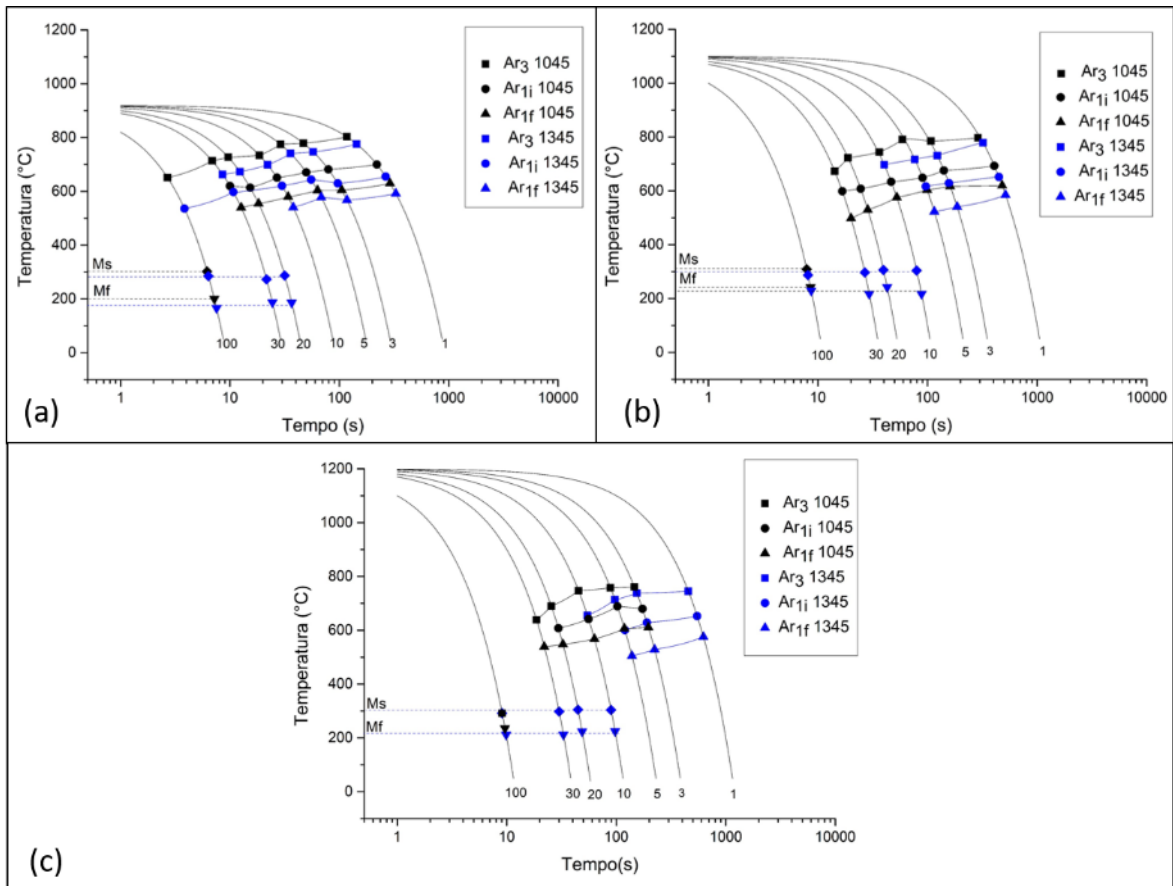 1200
1000
800
600
400
200
0
Temperatura (°C)
Ms
Mf
Ar3 1045
Ar1i 1045
Ar1f 1045
Ar3 1345
Ar1i 1345
Ar1f 1345
100 30 20 10 5 3 1
1 10 100 1000 10000
Tempo (s)
(a)
1200
1000
800
600
400
200
0
Temperatura (°C)
Ms
Mf
Ar3 1045
Ar1i 1045
Ar1f 1045
Ar3 1345
Ar1i 1345
Ar1f 1345
100 30 20 10 5 3 1
1 10 100 1000 10000
Tempo (s)
(b)
1200
1000
800
600
400
200
0
Temperatura (°C)
Ms
Mf
Ar3 1045
Ar1i 1045
Ar1f 1045
Ar3 1345
Ar1i 1345
Ar1f 1345
100 30 20 10 5 3 1
1 10 100 1000 10000
Tempo(s)
(c)